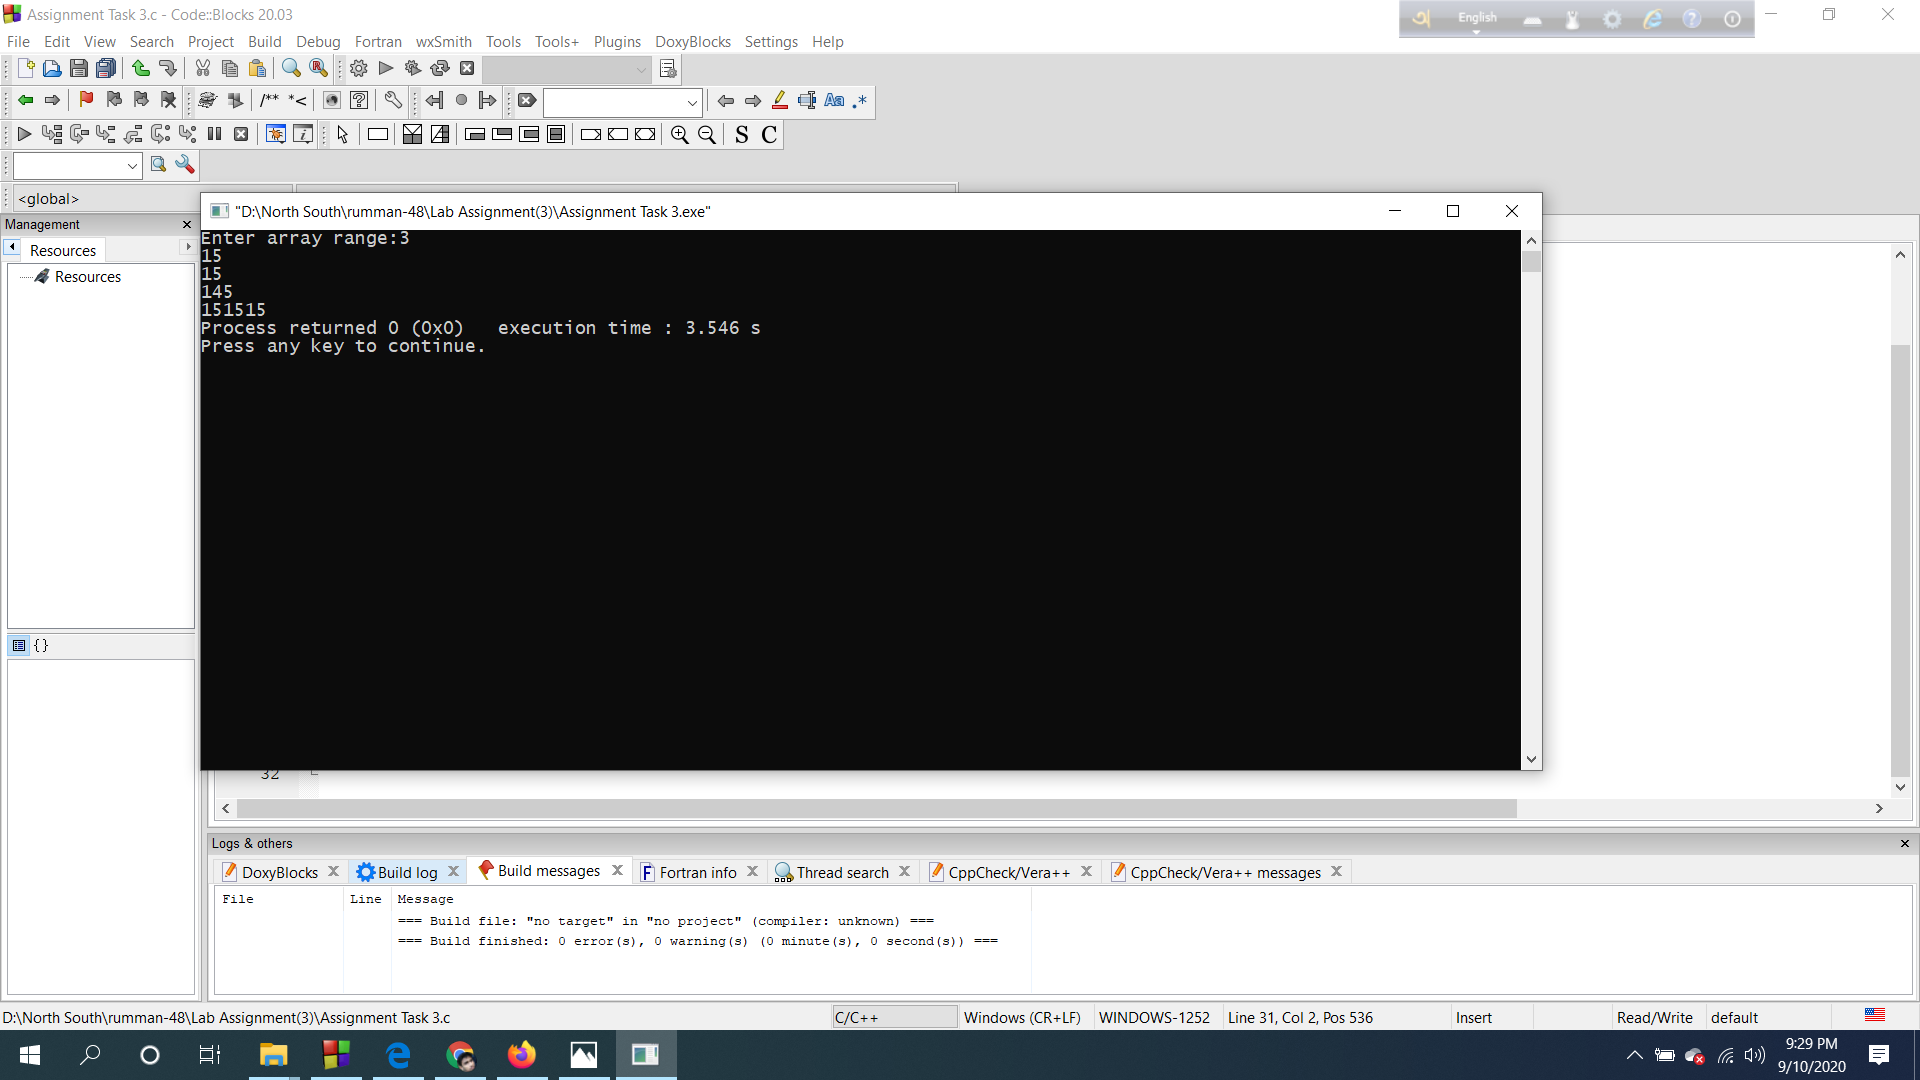 Assignment Task 3.c - Code::Blocks 20.03
English
File Edit View Search Project Build Debug Fortran wxSmith Tools Tools+ Plugins DoxyBlocks Settings Help
/** *<
Aa .*
S C
<global>
"D:\North South\rumman-48\Lab Assignment(3)\Assignment Task 3.exe"
Management
Resources
Resources
Enter array range:3
15
15
145
151515
Process returned 0 (0x0)   execution time : 3.546 s
Press any key to continue.
{}
32
Logs & others
DoxyBlocks Build log Build messages Fortran info Thread search CppCheck/Vera++ CppCheck/Vera++ messages
File Line Message
=== Build file: "no target" in "no project" (compiler: unknown) ===
=== Build finished: 0 error(s), 0 warning(s) (0 minute(s), 0 second(s)) ===
D:\North South\rumman-48\Lab Assignment(3)\Assignment Task 3.c C/C++ Windows (CR+LF) WINDOWS-1252 Line 31, Col 2, Pos 536 Insert Read/Write default
9:29 PM
9/10/2020